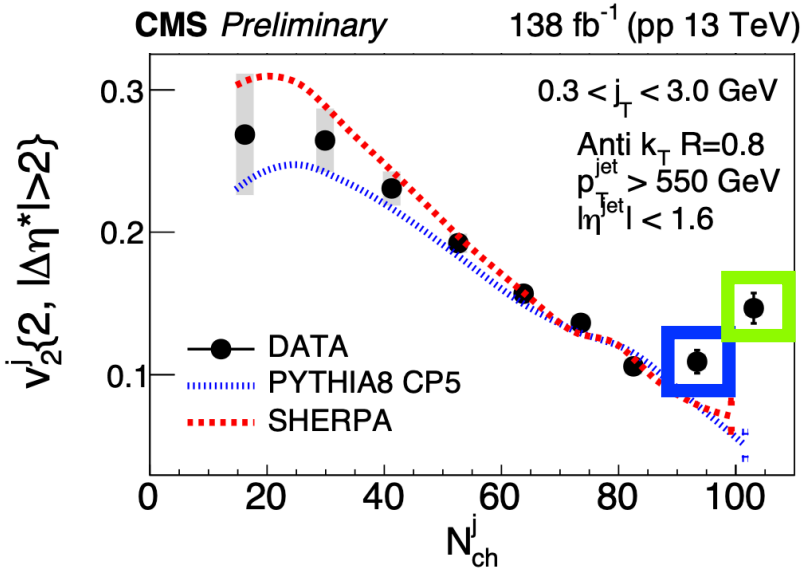 CMS Preliminary 138 fb⁻¹ (pp 13 TeV)
0.3 < j_T < 3.0 GeV
Anti k_T R=0.8
p_T^jet > 550 GeV
|η^jet| < 1.6
v_2^j{2, |Δη*|>2}
0.3
0.2
0.1
DATA
PYTHIA8 CP5
SHERPA
0 20 40 60 80 100
N_ch^j